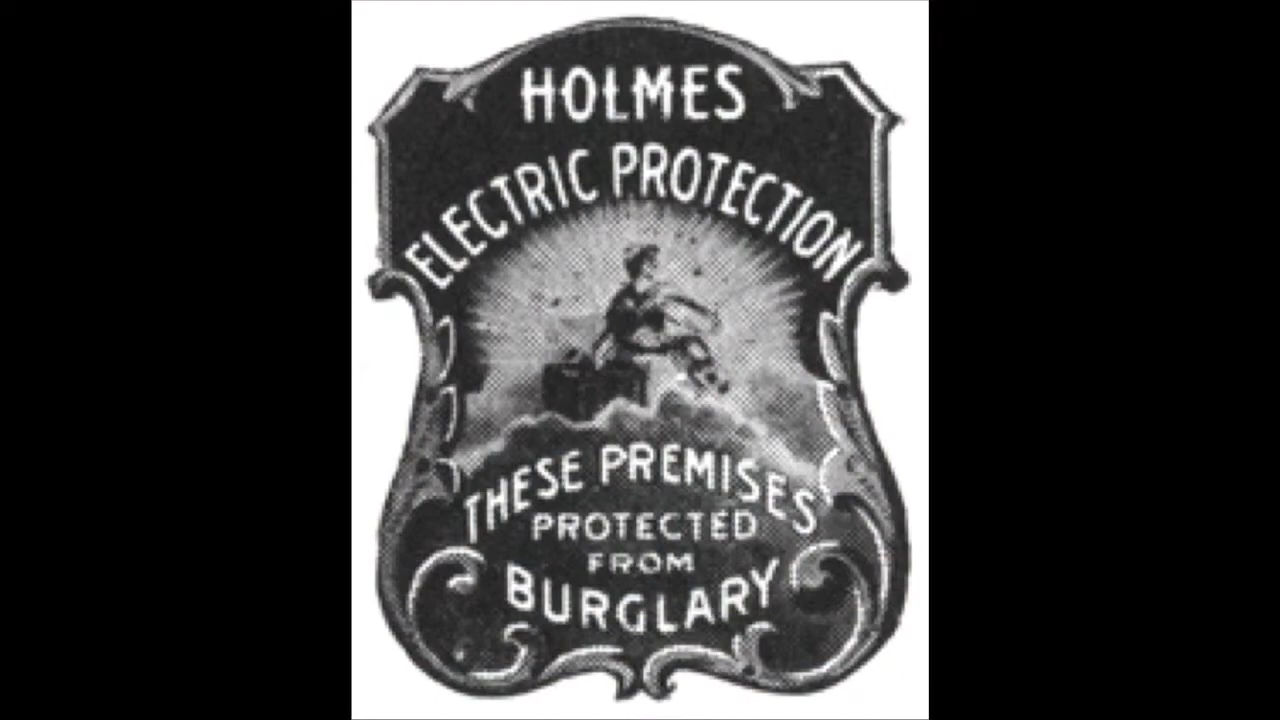 HOLMES
ELECTRIC PROTECTION
THESE PREMISES
PROTECTED
FROM
BURGLARY